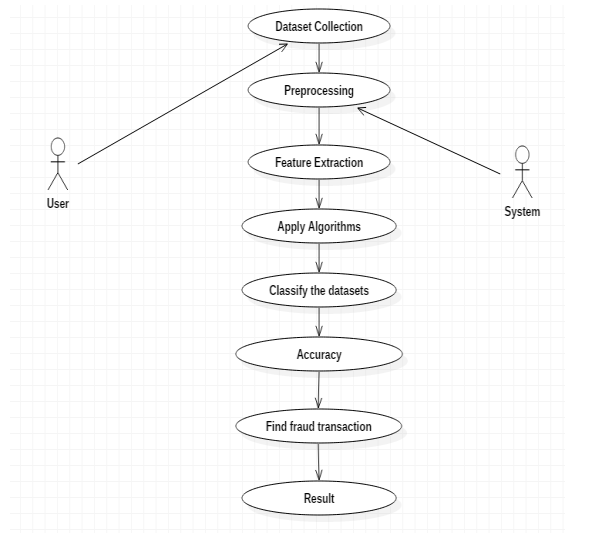 Dataset Collection
Preprocessing
Feature Extraction
User
System
Apply Algorithms
Classify the datasets
Accuracy
Find fraud transaction
Result